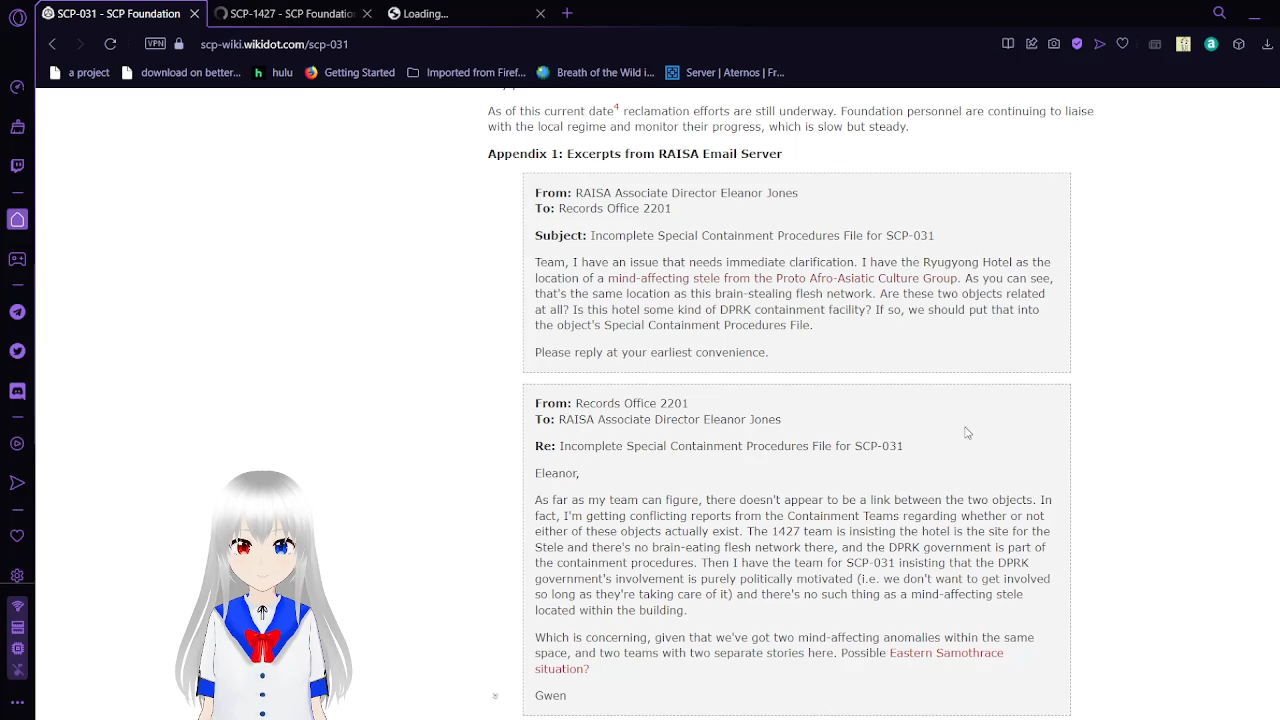 SCP-031 - SCP Foundation
SCP-1427 - SCP Foundatio
Loading...
VPN
scp-wiki.wikidot.com/scp-031
a project
download on better...
hulu
Getting Started
Imported from Firef...
Breath of the Wild i...
Server | Aternos | Fr...
As of this current date4 reclamation efforts are still underway. Foundation personnel are continuing to liaise
with the local regime and monitor their progress, which is slow but steady.
Appendix 1: Excerpts from RAISA Email Server
From: RAISA Associate Director Eleanor Jones
To: Records Office 2201
Subject: Incomplete Special Containment Procedures File for SCP-031
Team, I have an issue that needs immediate clarification. I have the Ryugyong Hotel as the
location of a mind-affecting stele from the Proto Afro-Asiatic Culture Group. As you can see,
that's the same location as this brain-stealing flesh network. Are these two objects related
at all? Is this hotel some kind of DPRK containment facility? If so, we should put that into
the object's Special Containment Procedures File.
Please reply at your earliest convenience.
From: Records Office 2201
To: RAISA Associate Director Eleanor Jones
Re: Incomplete Special Containment Procedures File for SCP-031
Eleanor,
As far as my team can figure, there doesn't appear to be a link between the two objects. In
fact, I'm getting conflicting reports from the Containment Teams regarding whether or not
either of these objects actually exist. The 1427 team is insisting the hotel is the site for the
Stele and there's no brain-eating flesh network there, and the DPRK government is part of
the containment procedures. Then I have the team for SCP-031 insisting that the DPRK
government's involvement is purely politically motivated (i.e. we don't want to get involved
so long as they're taking care of it) and there's no such thing as a mind-affecting stele
located within the building.
Which is concerning, given that we've got two mind-affecting anomalies within the same
space, and two teams with two separate stories here. Possible Eastern Samothrace
situation?
Gwen